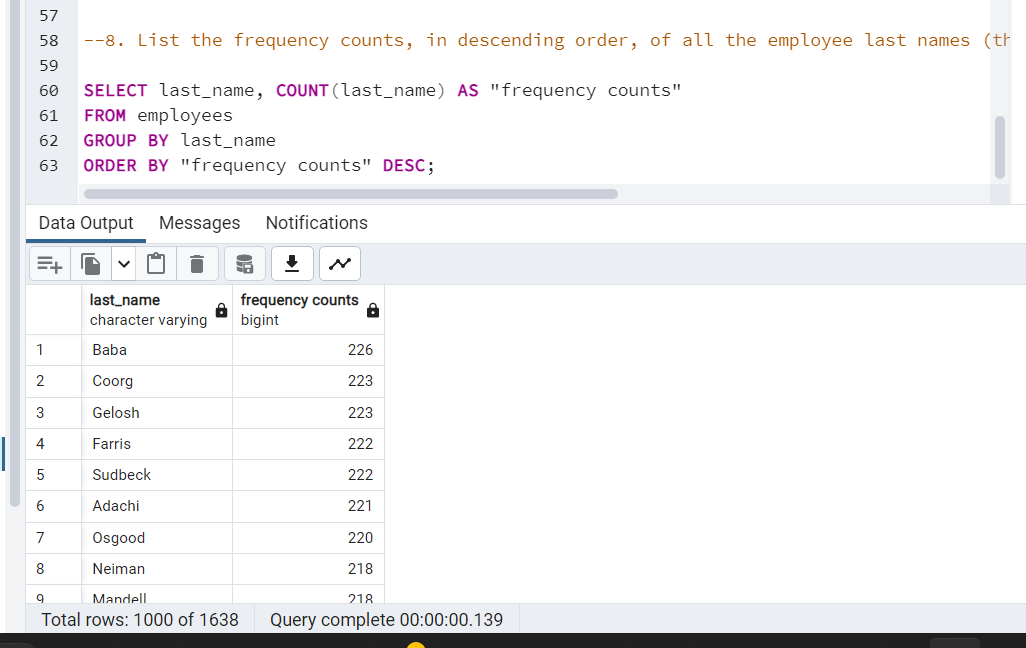 57
58 --8. List the frequency counts, in descending order, of all the employee last names (th
59
60 SELECT last_name, COUNT(last_name) AS "frequency counts"
61 FROM employees
62 GROUP BY last_name
63 ORDER BY "frequency counts" DESC;
Data Output Messages Notifications
last_name frequency counts
character varying bigint
1 Baba 226
2 Coorg 223
3 Gelosh 223
4 Farris 222
5 Sudbeck 222
6 Adachi 221
7 Osgood 220
8 Neiman 218
9 Mandell 218
Total rows: 1000 of 1638 Query complete 00:00:00.139